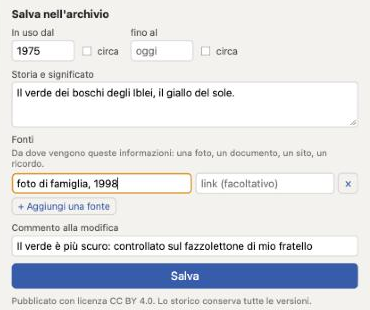 Salva nell'archivio
In uso dal
fino al
1975
circa
oggi
circa
Storia e significato
Il verde dei boschi degli Iblei, il giallo del sole.
Fonti
Da dove vengono queste informazioni: una foto, un documento, un sito, un
ricordo.
foto di famiglia, 1998
link (facoltativo)
x
+ Aggiungi una fonte
Commento alla modifica
Il verde è più scuro: controllato sul fazzolettone di mio fratello
Salva
Pubblicato con licenza CC BY 4.0. Lo storico conserva tutte le versioni.